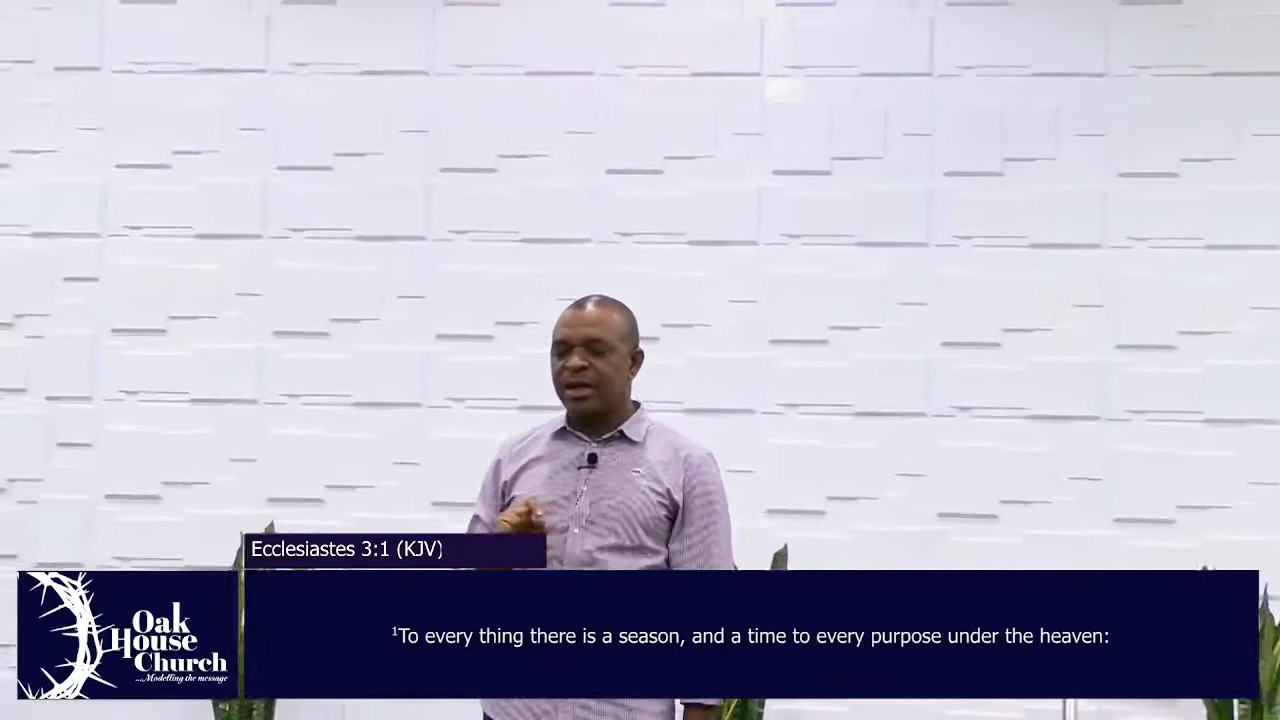 Ecclesiastes 3:1 (KJV)
¹To every thing there is a season, and a time to every purpose under the heaven:
Oak
House
Church
...Modelling the message